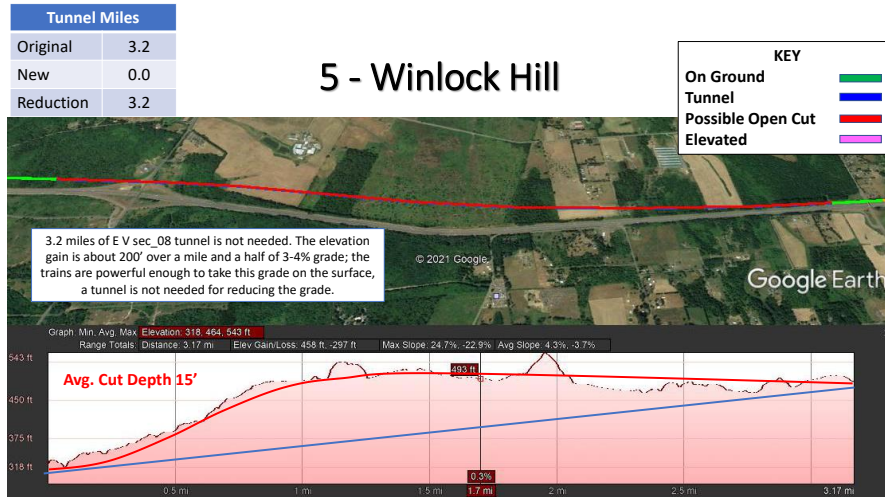 Tunnel Miles
Original 3.2
New 0.0
Reduction 3.2
5 - Winlock Hill
KEY
On Ground
Tunnel
Possible Open Cut
Elevated
3.2 miles of E V sec_08 tunnel is not needed. The elevation
gain is about 200’ over a mile and a half of 3-4% grade; the
trains are powerful enough to take this grade on the surface,
a tunnel is not needed for reducing the grade.
© 2021 Google
Google Earth
Graph: Min, Avg, Max Elevation: 318, 464, 543 ft
Range Totals: Distance: 3.17 mi Elev Gain/Loss: 458 ft, -297 ft Max Slope: 24.7%, -22.9% Avg Slope: 4.3%, -3.7%
543 ft
Avg. Cut Depth 15’
493 ft
450 ft
375 ft
318 ft
0.3%
0.5 mi 1 mi 1.5 mi 1.7 mi 2 mi 2.5 mi 3.17 mi